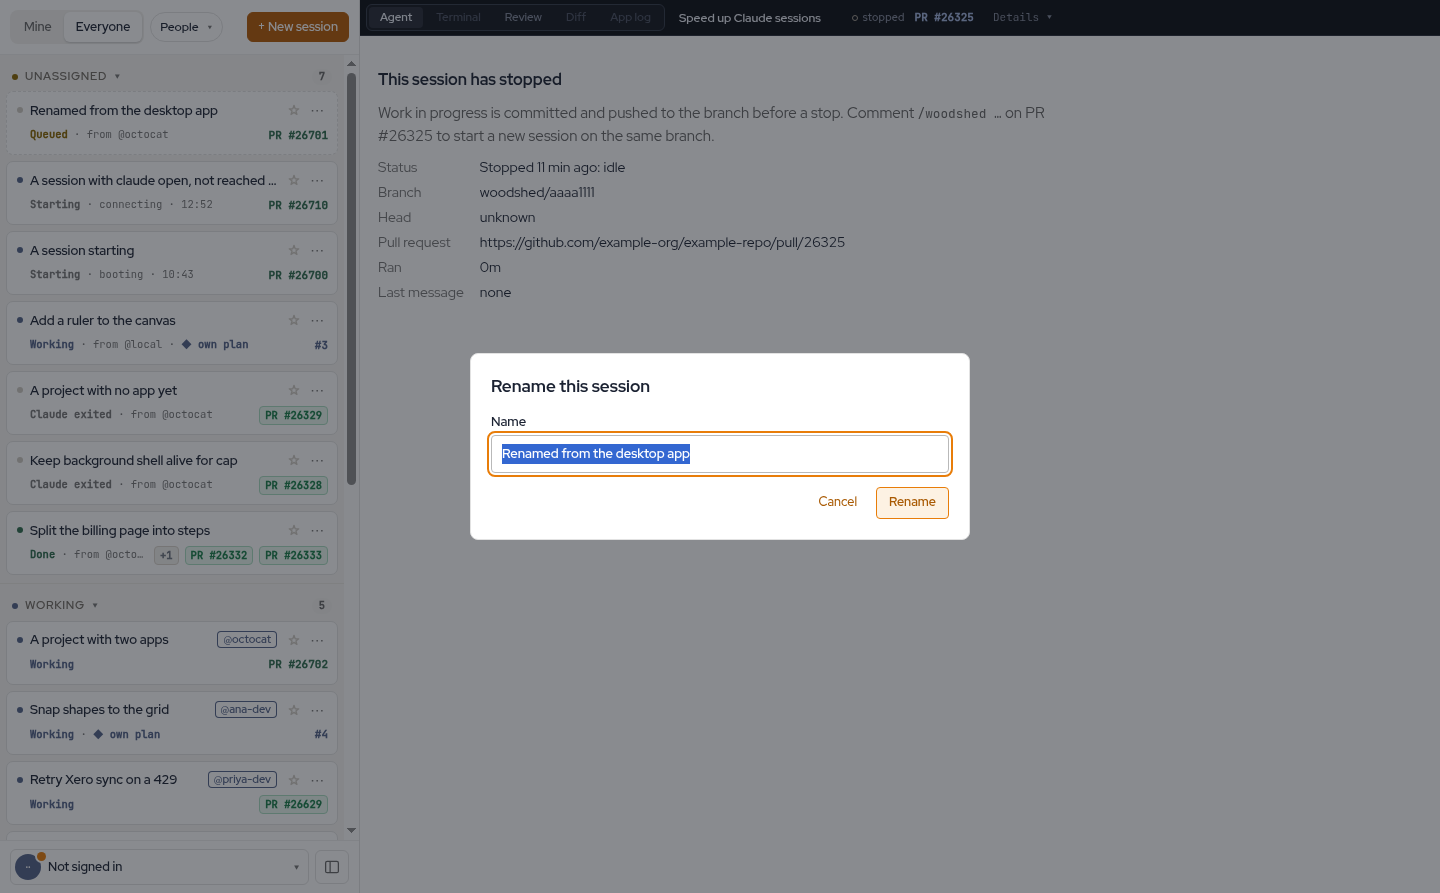 Mine Everyone People ▾ + New session
Agent Terminal Review Diff App log Speed up Claude sessions stopped PR #26325 Details ▾
UNASSIGNED ▾ 7
Renamed from the desktop app ☆ ···
Queued · from @octocat PR #26701
A session with claude open, not reached … ☆ ···
Starting · connecting · 12:52 PR #26710
A session starting ☆ ···
Starting · booting · 10:43 PR #26700
Add a ruler to the canvas ☆ ···
Working · from @local · ◆ own plan #3
A project with no app yet ☆ ···
Claude exited · from @octocat PR #26329
Keep background shell alive for cap ☆ ···
Claude exited · from @octocat PR #26328
Split the billing page into steps ☆ ···
Done · from @octo… +1 PR #26332 PR #26333
WORKING ▾ 5
A project with two apps @octocat ☆ ···
Working PR #26702
Snap shapes to the grid @ana-dev ☆ ···
Working · ◆ own plan #4
Retry Xero sync on a 429 @priya-dev ☆ ···
Working PR #26629
Not signed in ▾
This session has stopped
Work in progress is committed and pushed to the branch before a stop. Comment /woodshed … on PR
#26325 to start a new session on the same branch.
Status Stopped 11 min ago: idle
Branch woodshed/aaaa1111
Head unknown
Pull request https://github.com/example-org/example-repo/pull/26325
Ran 0m
Last message none
Rename this session
Name
Renamed from the desktop app
Cancel Rename